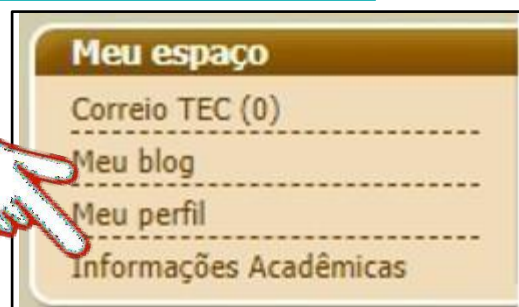 Meu espaço
Correio TEC (0)
Meu blog
Meu perfil
Informações Acadêmicas